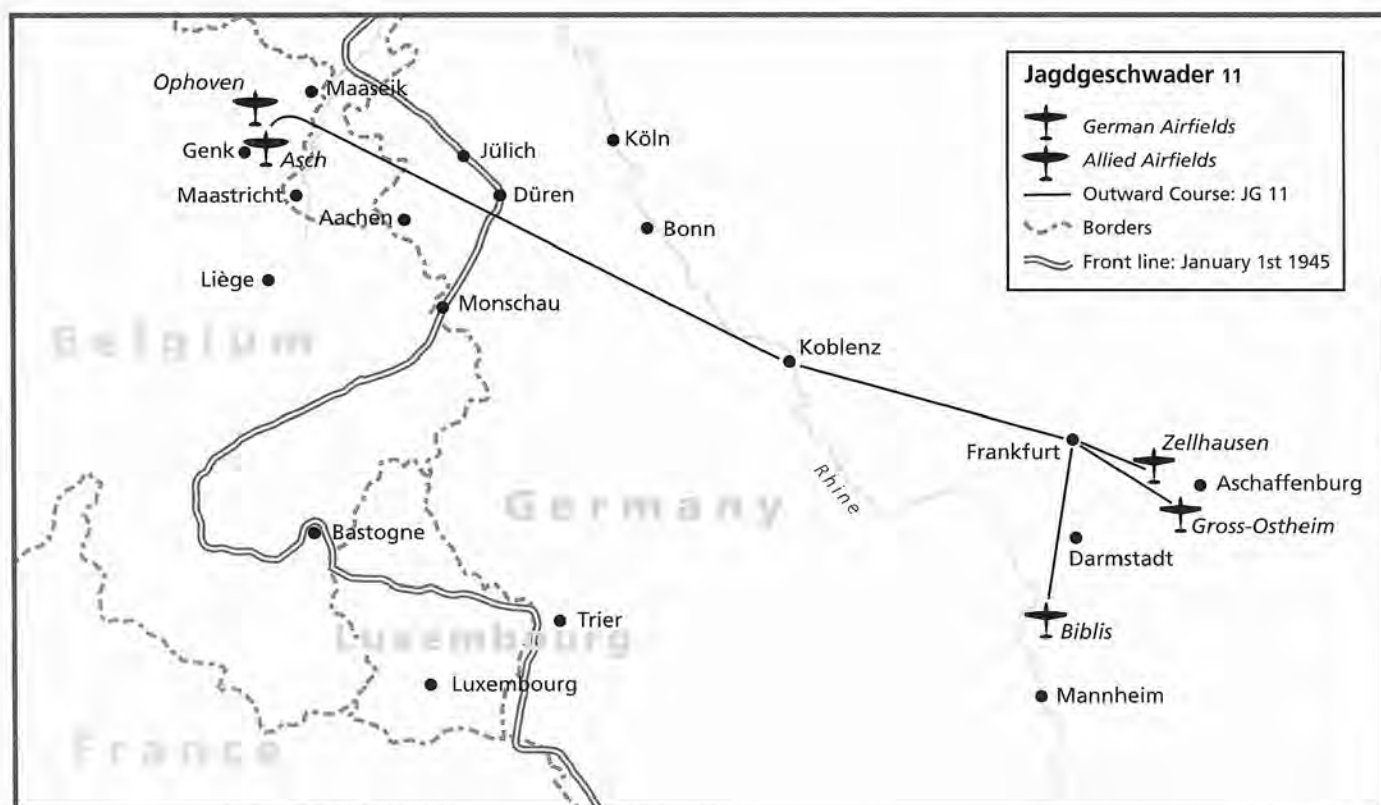 Jagdgeschwader 11
German Airfields
Allied Airfields
Outward Course: JG 11
Borders
Front line: January 1st 1945
Ophoven
Maaseik
Köln
Genk
Asch
Jülich
Maastricht
Düren
Aachen
Bonn
Liège
Monschau
Belgium
Koblenz
Frankfurt
Zellhausen
Aschaffenburg
Rhine
Germany
Gross-Ostheim
Bastogne
Darmstadt
Trier
Biblis
Luxembourg
Luxembourg
Mannheim
France